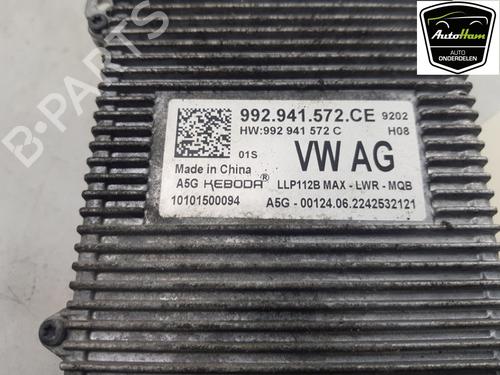 AutoHam
AUTO
ONDERDELEN
B-PARTS
992.941.572.CE 9202
HW:992 941 572 C H08
01S VW AG
Made in China
A5G KEBODA® LLP112B MAX - LWR - MQB
10101500094 A5G - 00124.06.2242532121